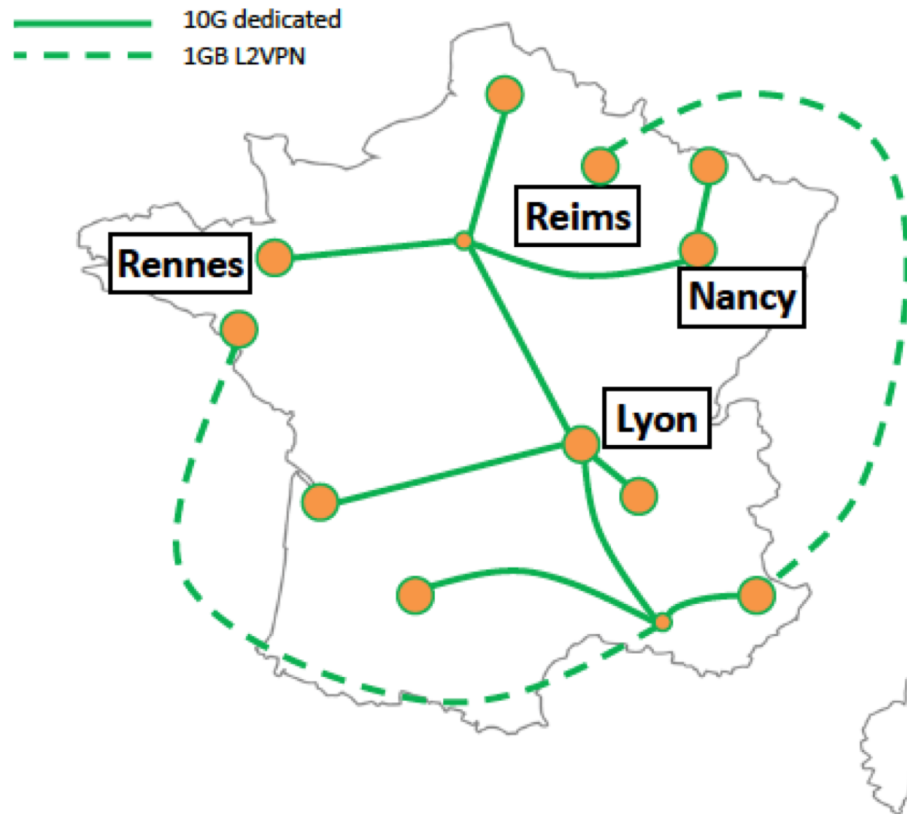 10G dedicated
1GB L2VPN
Reims
Rennes
Nancy
Lyon